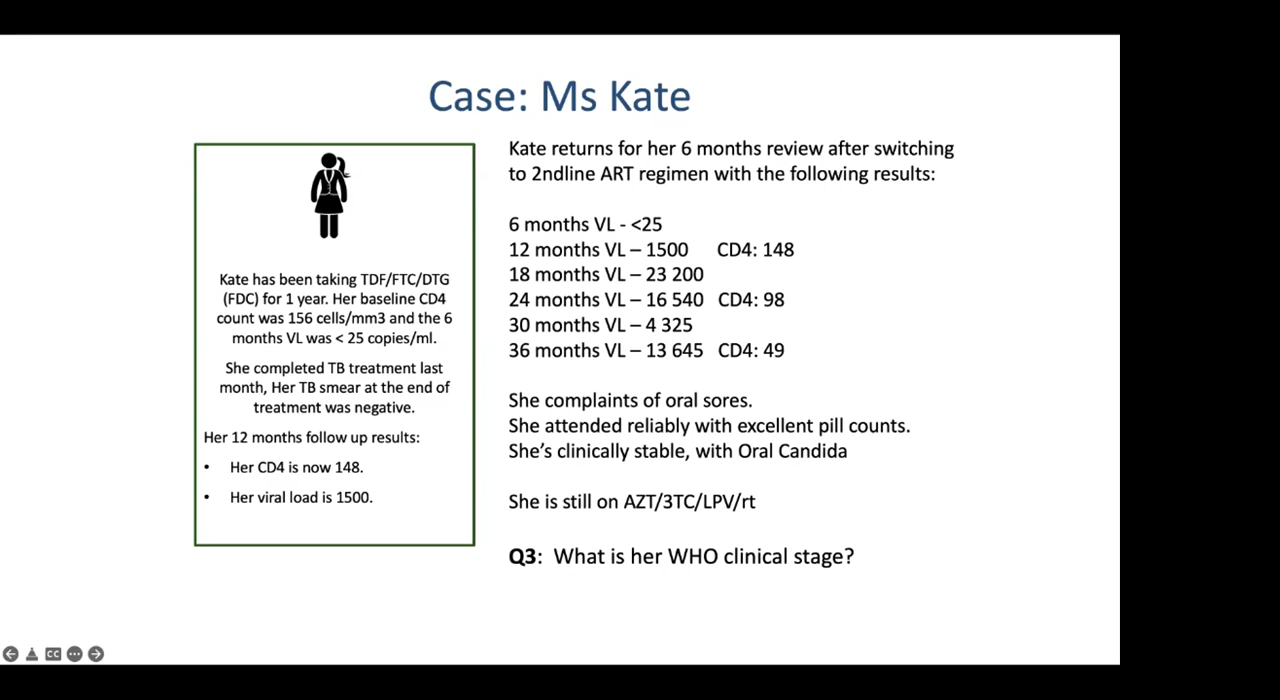 Case: Ms Kate
Kate has been taking TDF/FTC/DTG
(FDC) for 1 year. Her baseline CD4
count was 156 cells/mm3 and the 6
months VL was < 25 copies/ml.
She completed TB treatment last
month, Her TB smear at the end of
treatment was negative.
Her 12 months follow up results:
• Her CD4 is now 148.
• Her viral load is 1500.
Kate returns for her 6 months review after switching
to 2ndline ART regimen with the following results:
6 months VL - <25
12 months VL – 1500 CD4: 148
18 months VL – 23 200
24 months VL – 16 540 CD4: 98
30 months VL – 4 325
36 months VL – 13 645 CD4: 49
She complaints of oral sores.
She attended reliably with excellent pill counts.
She's clinically stable, with Oral Candida
She is still on AZT/3TC/LPV/rt
Q3: What is her WHO clinical stage?
CC